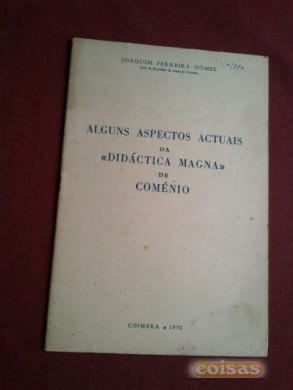 JOAQUIM FERREIRA GOMES
ALGUNS ASPECTOS ACTUAIS
DA
«DIDÁCTICA MAGNA»
DE
COMÉNIO
COIMBRA • 1970
coisas